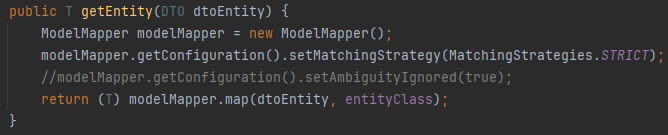 public T getEntity(DTO dtoEntity) {
    ModelMapper modelMapper = new ModelMapper();
    modelMapper.getConfiguration().setMatchingStrategy(MatchingStrategies.STRICT);
    //modelMapper.getConfiguration().setAmbiguityIgnored(true);
    return (T) modelMapper.map(dtoEntity, entityClass);
}